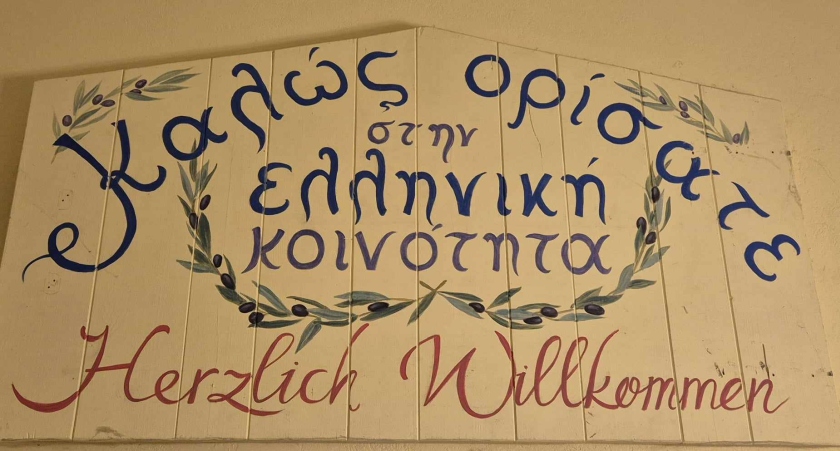 Καλώς ορίσατε
στην
ελληνική
κοινότητα
Herzlich Willkommen